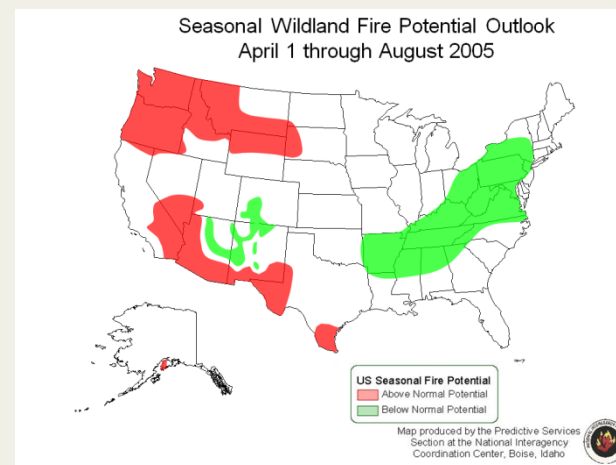 Seasonal Wildland Fire Potential Outlook
April 1 through August 2005
US Seasonal Fire Potential
Above Normal Potential
Below Normal Potential
Map produced by the Predictive Services
Section at the National Interagency
Coordination Center, Boise, Idaho